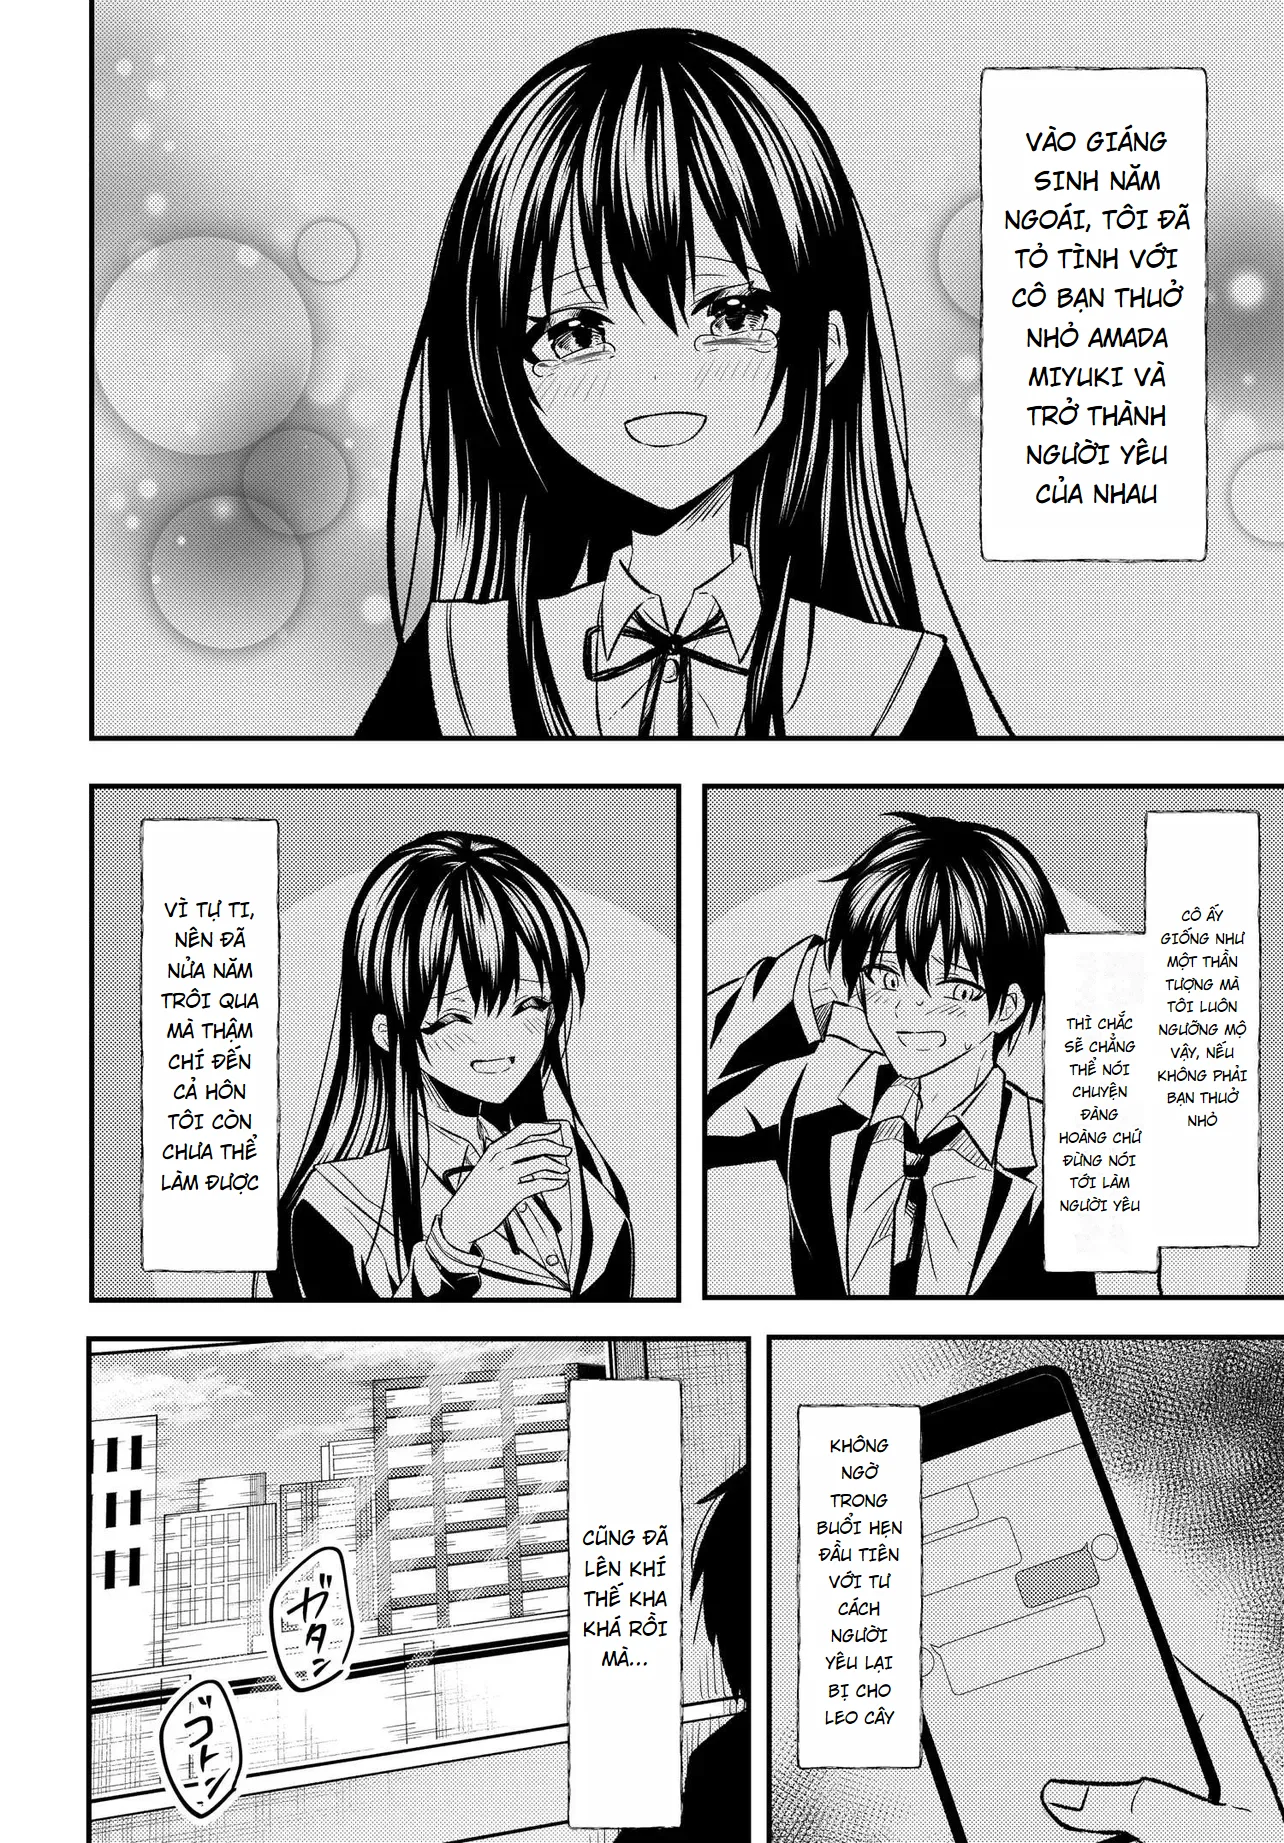 VÀO GIÁNG
SINH NĂM
NGOÁI, TÔI ĐÃ
TỎ TÌNH VỚI
CÔ BẠN THUỞ
NHỎ AMADA
MIYUKI VÀ
TRỞ THÀNH
NGƯỜI YÊU
CỦA NHAU
CÔ ẤY
GIỐNG NHƯ
MỘT THẦN
TƯỢNG MÀ
TÔI LUÔN
NGƯỠNG MỘ
VẬY, NẾU
KHÔNG PHẢI
BẠN THUỞ
NHỎ
THÌ CHẮC
SẼ CHẲNG
THỂ NÓI
CHUYỆN
ĐÀNG
HOÀNG CHỨ
ĐỪNG NÓI
TỚI LÀM
NGƯỜI YÊU
VÌ TỰ TI,
NÊN ĐÃ
NỬA NĂM
TRÔI QUA
MÀ THẬM
CHÍ ĐẾN
CẢ HÔN
TÔI CÒN
CHƯA THỂ
LÀM ĐƯỢC
KHÔNG
NGỜ
TRONG
BUỔI HẸN
ĐẦU TIÊN
VỚI TƯ
CÁCH
NGƯỜI
YÊU LẠI
BỊ CHO
LEO CÂY
CŨNG ĐÃ
LÊN KHÍ
THẾ KHA
KHÁ RỒI
MÀ...
ガタン
ゴトン